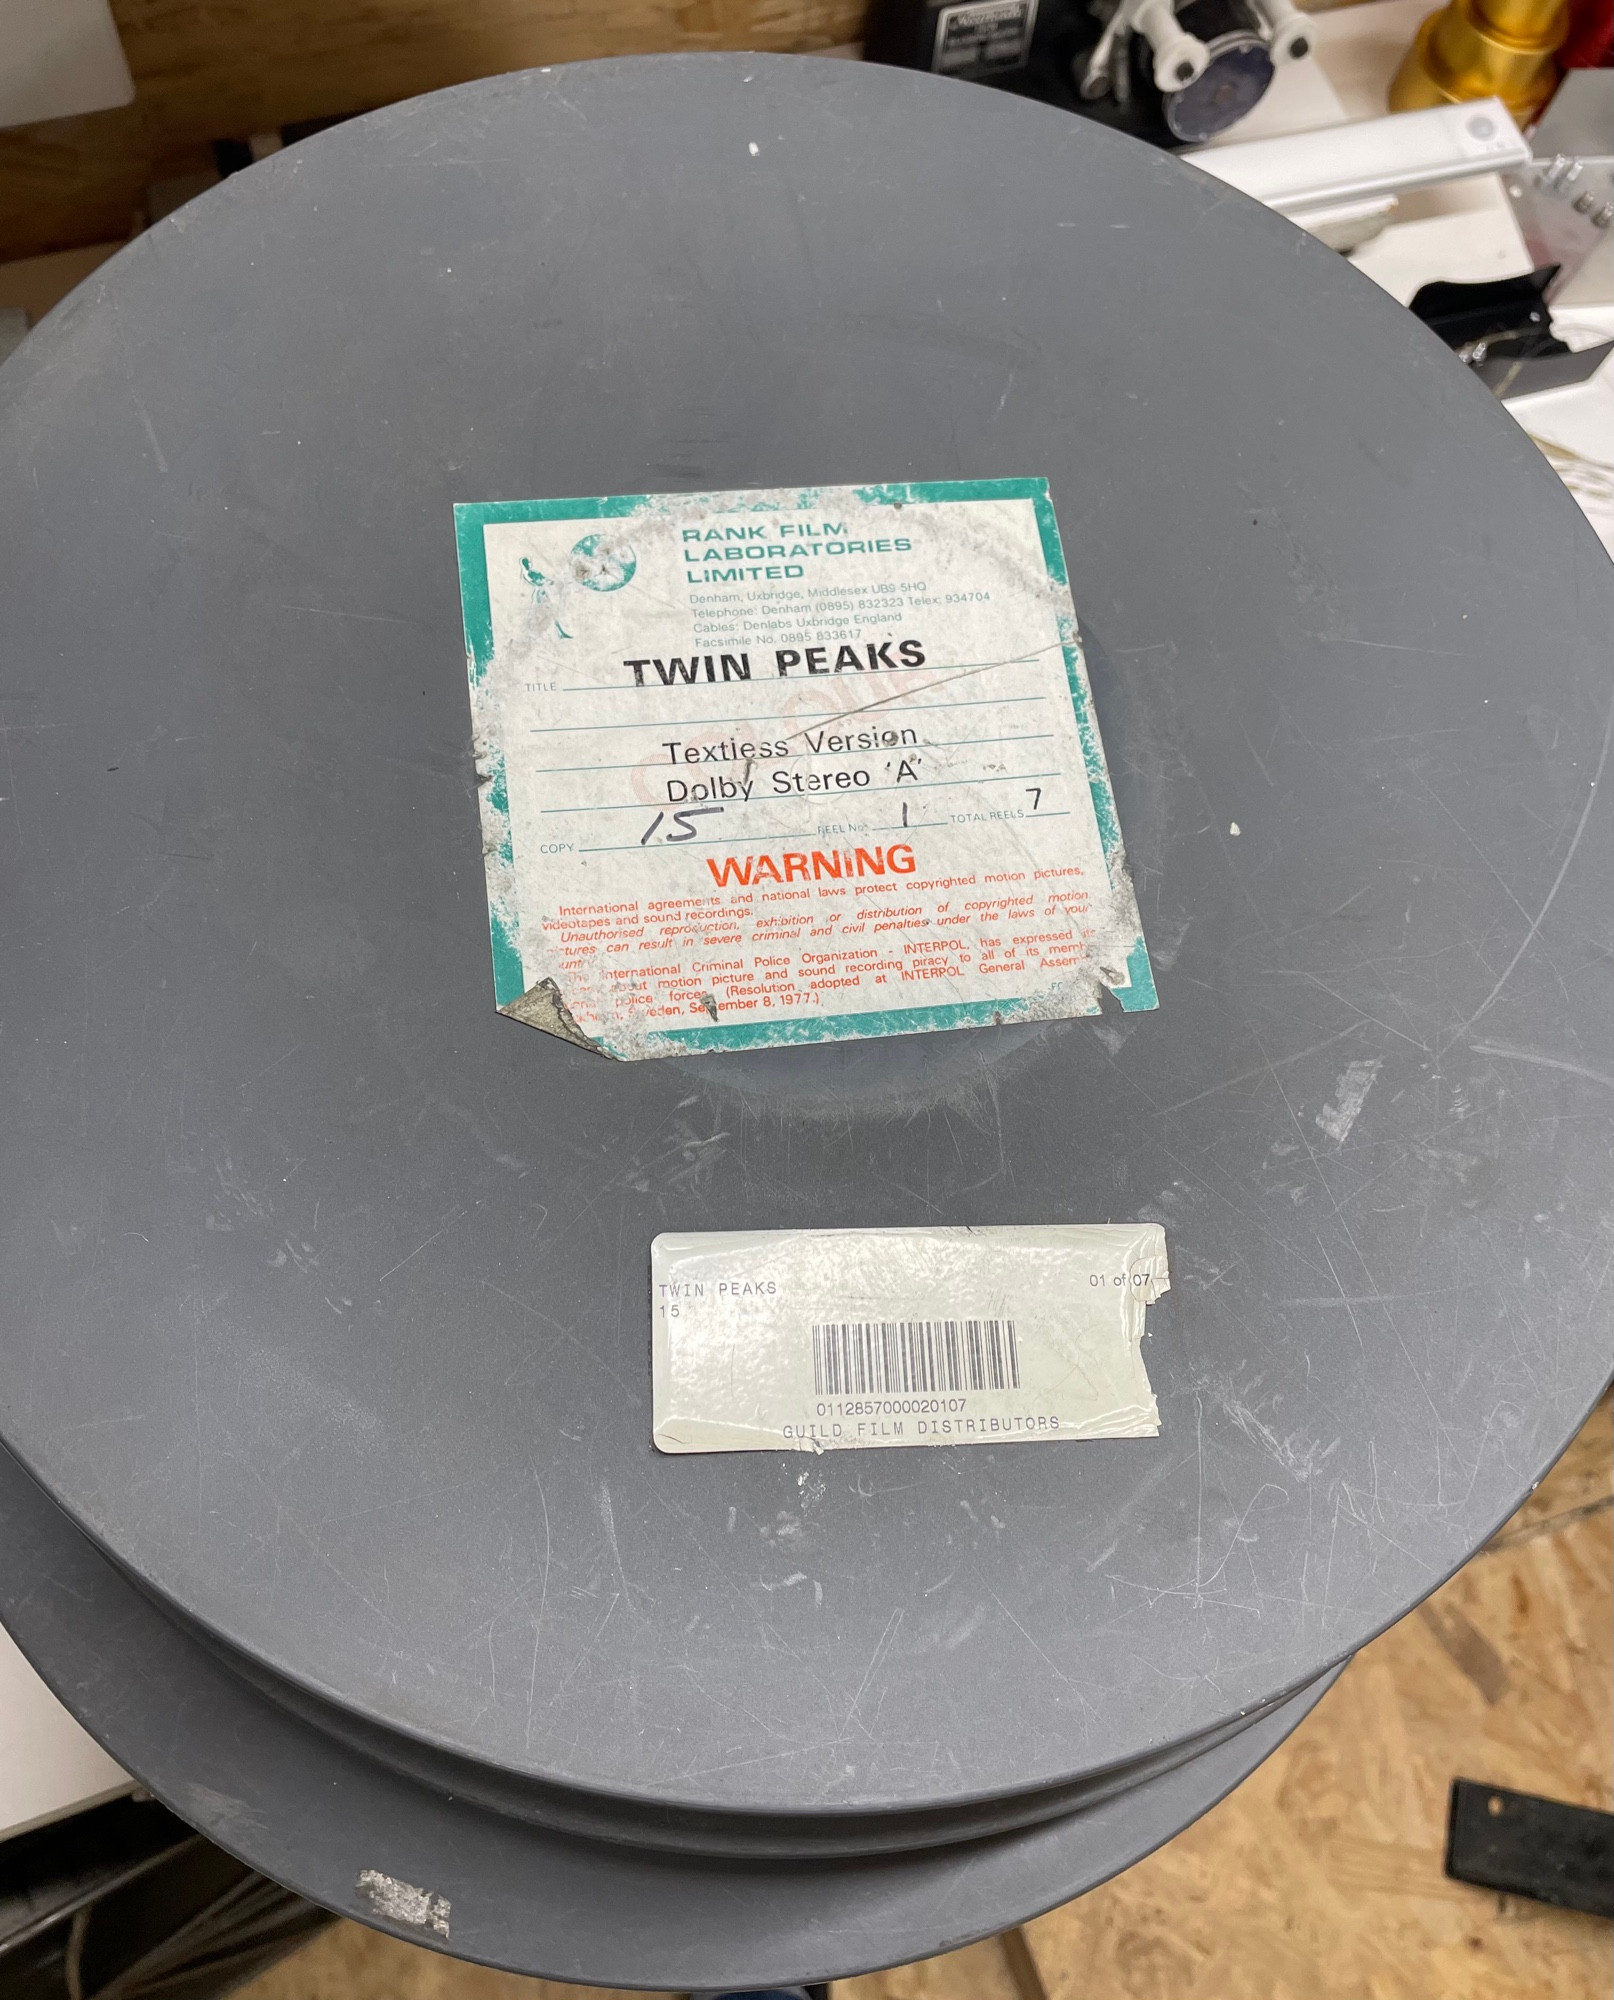 RANK FILM
LABORATORIES
LIMITED
Denham, Uxbridge, Middlesex UB9 5HQ
Telephone: Denham (0895) 832323 Telex: 934704
Cables: Denlabs Uxbridge England
Facsimile No. 0895 833617
TITLE TWIN PEAKS
Textless Version
Dolby Stereo 'A'
COPY 15 REEL No. 1 TOTAL REELS 7
WARNING
International agreements and national laws protect copyrighted motion pictures,
videotapes and sound recordings.
Unauthorised reproduction, exhibition or distribution of copyrighted motion
can result in severe criminal and civil penalties under the laws of your
International Criminal Police Organization - INTERPOL, has expressed its
about motion picture and sound recording piracy to all of its
police forces. (Resolution adopted at INTERPOL General
Sweden, September 8, 1977.)
TWIN PEAKS 01 of 07
15
0112857000020107
GUILD FILM DISTRIBUTORS